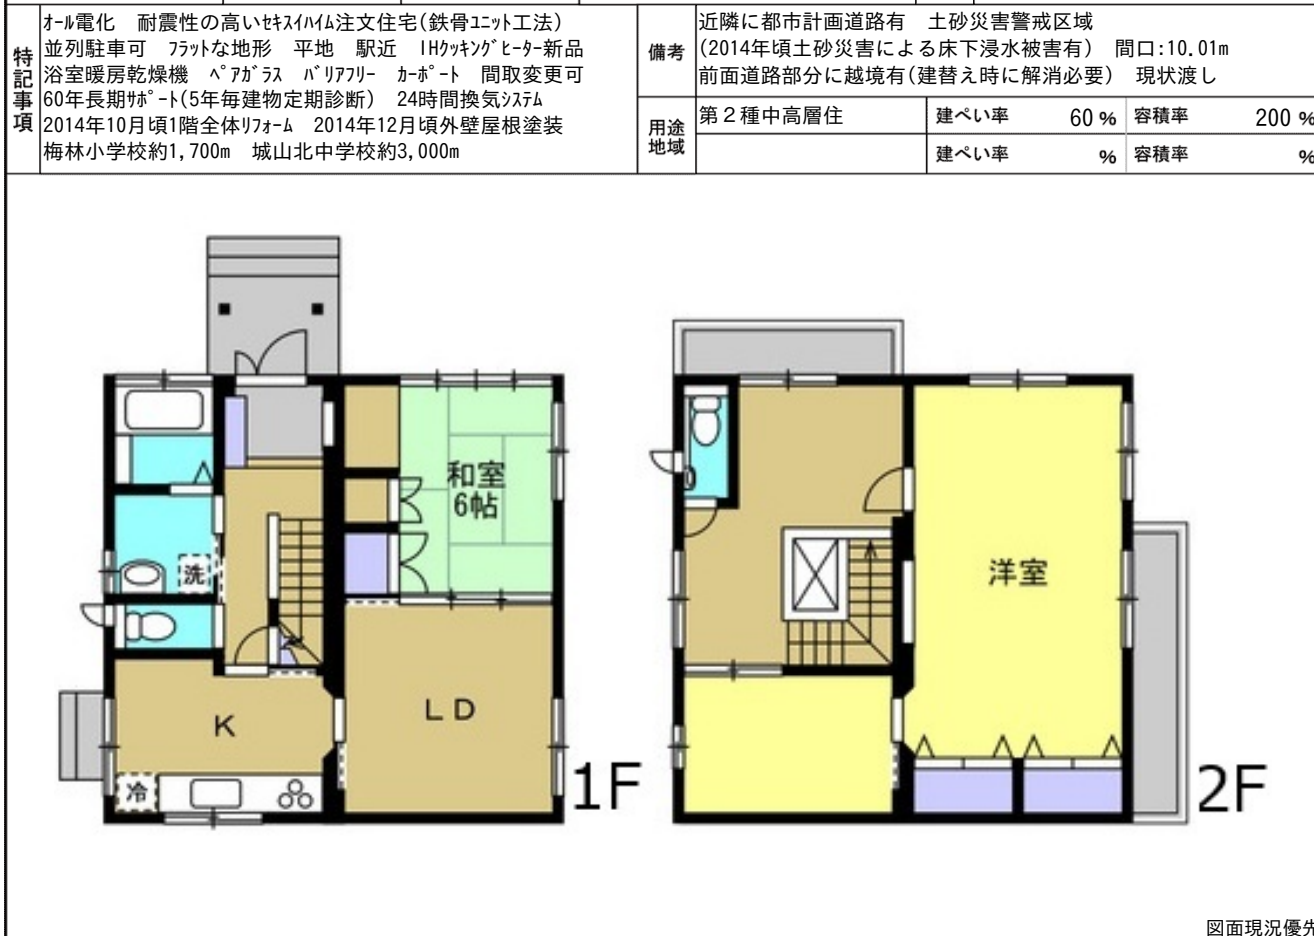 特記事項
ｵｰﾙ電化　耐震性の高いｾｷｽｲﾊｲﾑ注文住宅(鉄骨ﾕﾆｯﾄ工法)
並列駐車可　ﾌﾗｯﾄな地形　平地　駅近　IHｸｯｷﾝｸﾞﾋｰﾀｰ新品
浴室暖房乾燥機　ﾍﾟｱｶﾞﾗｽ　ﾊﾞﾘｱﾌﾘｰ　ｶｰﾎﾟｰﾄ　間取変更可
60年長期ｻﾎﾟｰﾄ(5年毎建物定期診断)　24時間換気ｼｽﾃﾑ
2014年10月頃1階全体ﾘﾌｫｰﾑ　2014年12月頃外壁屋根塗装
梅林小学校約1,700m　城山北中学校約3,000m
備考
近隣に都市計画道路有　土砂災害警戒区域
(2014年頃土砂災害による床下浸水被害有)　間口:10.01m
前面道路部分に越境有(建替え時に解消必要)　現状渡し
用途地域
第２種中高層住　建ぺい率　60 %　容積率　200 %
建ぺい率　%　容積率　%
和室
6帖
洗
K
LD
冷
1F
洋室
2F
図面現況優先